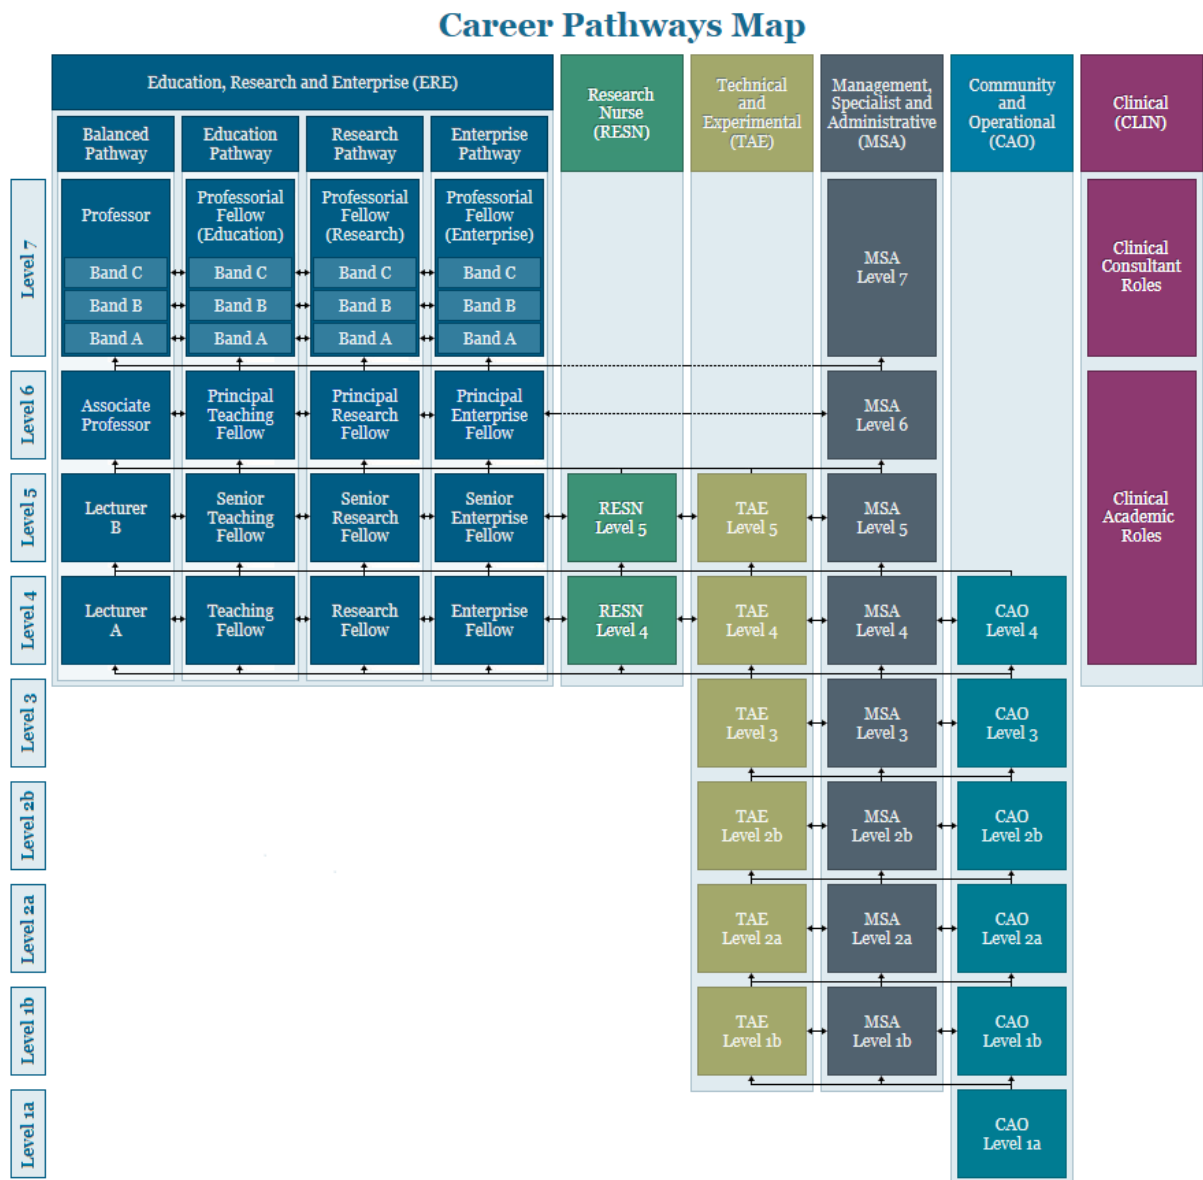 Career Pathways Map
Education, Research and Enterprise (ERE)
Balanced
Pathway
Education
Pathway
Research
Pathway
Enterprise
Pathway
Research
Nurse
(RESN)
Technical
and
Experimental
(TAE)
Management,
Specialist and
Administrative
(MSA)
Community
and
Operational
(CAO)
Clinical
(CLIN)
Level 7
Professor
Band C
Band B
Band A
Professorial
Fellow
(Education)
Band C
Band B
Band A
Professorial
Fellow
(Research)
Band C
Band B
Band A
Professorial
Fellow
(Enterprise)
Band C
Band B
Band A
MSA
Level 7
Clinical
Consultant
Roles
Level 6
Associate
Professor
Principal
Teaching
Fellow
Principal
Research
Fellow
Principal
Enterprise
Fellow
MSA
Level 6
Clinical
Academic
Roles
Level 5
Lecturer
B
Senior
Teaching
Fellow
Senior
Research
Fellow
Senior
Enterprise
Fellow
RESN
Level 5
TAE
Level 5
MSA
Level 5
Level 4
Lecturer
A
Teaching
Fellow
Research
Fellow
Enterprise
Fellow
RESN
Level 4
TAE
Level 4
MSA
Level 4
CAO
Level 4
Level 3
TAE
Level 3
MSA
Level 3
CAO
Level 3
Level 2b
TAE
Level 2b
MSA
Level 2b
CAO
Level 2b
Level 2a
TAE
Level 2a
MSA
Level 2a
CAO
Level 2a
Level 1b
TAE
Level 1b
MSA
Level 1b
CAO
Level 1b
Level 1a
CAO
Level 1a